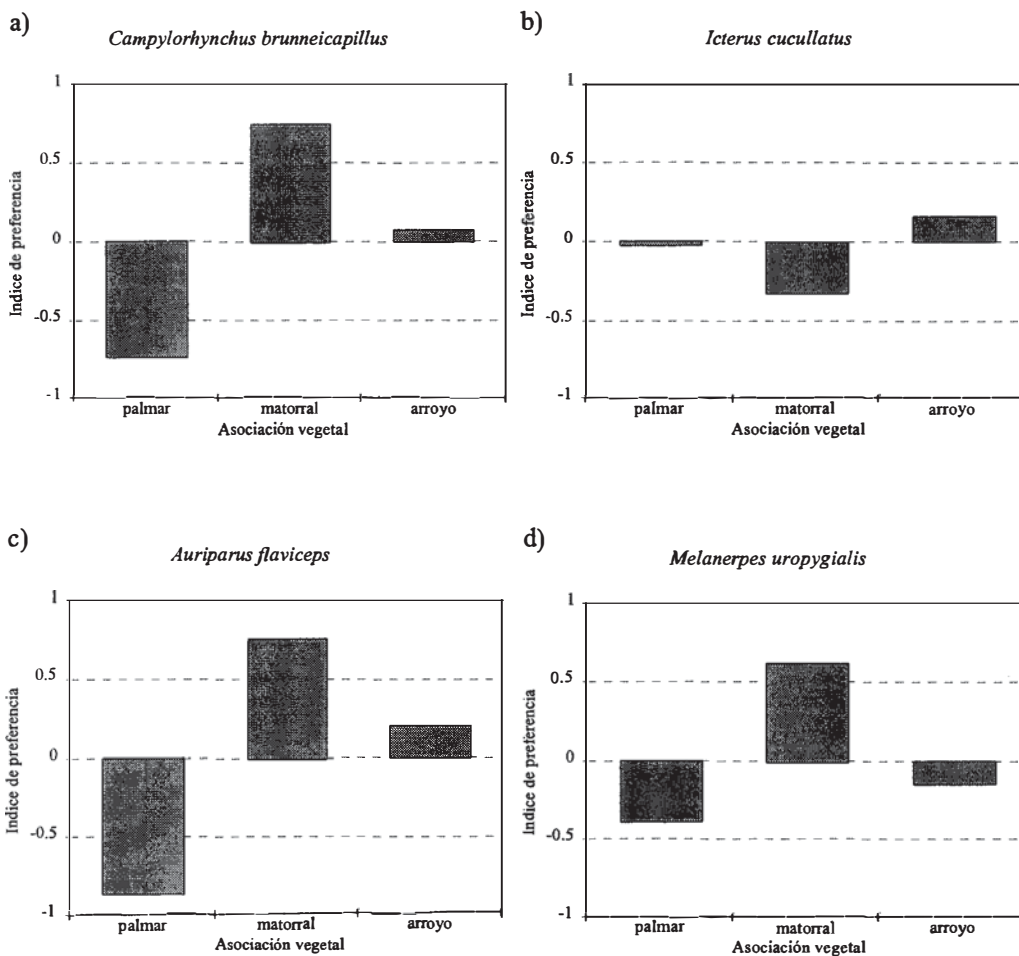 a)
Campylorhynchus brunneicapillus
1
0.5
0
-0.5
-1
Indice de preferencia
palmar matorral arroyo
Asociación vegetal
b)
Icterus cucullatus
1
0.5
0
-0.5
-1
Indice de preferencia
palmar matorral arroyo
Asociación vegetal
c)
Auriparus flaviceps
1
0.5
0
-0.5
-1
Indice de preferencia
palmar matorral arroyo
Asociación vegetal
d)
Melanerpes uropygialis
1
0.5
0
-0.5
-1
Indice de preferencia
palmar matorral arroyo
Asociación vegetal